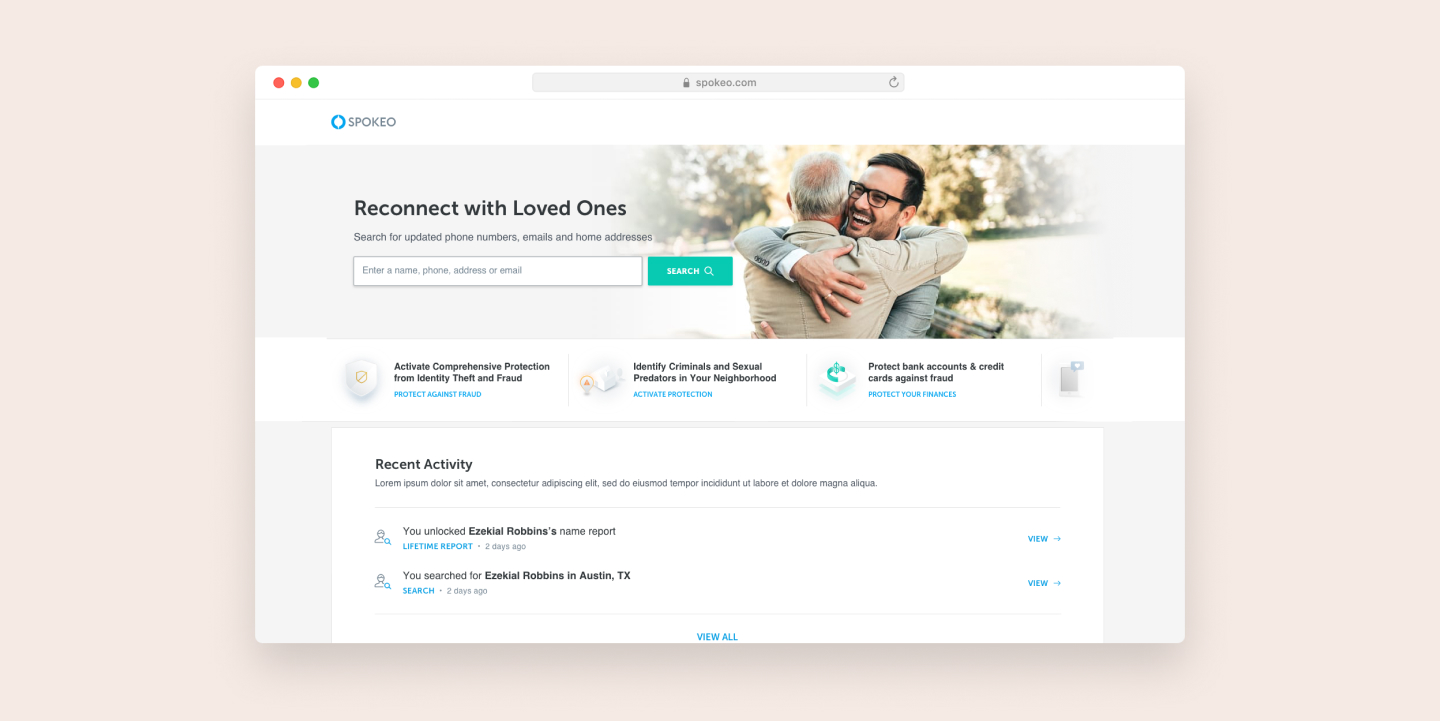 spokeo.com
SPOKEO
Reconnect with Loved Ones
Search for updated phone numbers, emails and home addresses
Enter a name, phone, address or email
SEARCH
Activate Comprehensive Protection
from Identity Theft and Fraud
PROTECT AGAINST FRAUD
Identify Criminals and Sexual
Predators in Your Neighborhood
ACTIVATE PROTECTION
Protect bank accounts & credit
cards against fraud
PROTECT YOUR FINANCES
Recent Activity
Lorem ipsum dolor sit amet, consectetur adipiscing elit, sed do eiusmod tempor incididunt ut labore et dolore magna aliqua.
You unlocked Ezekial Robbins’s name report
LIFETIME REPORT • 2 days ago
VIEW →
You searched for Ezekial Robbins in Austin, TX
SEARCH • 2 days ago
VIEW →
VIEW ALL